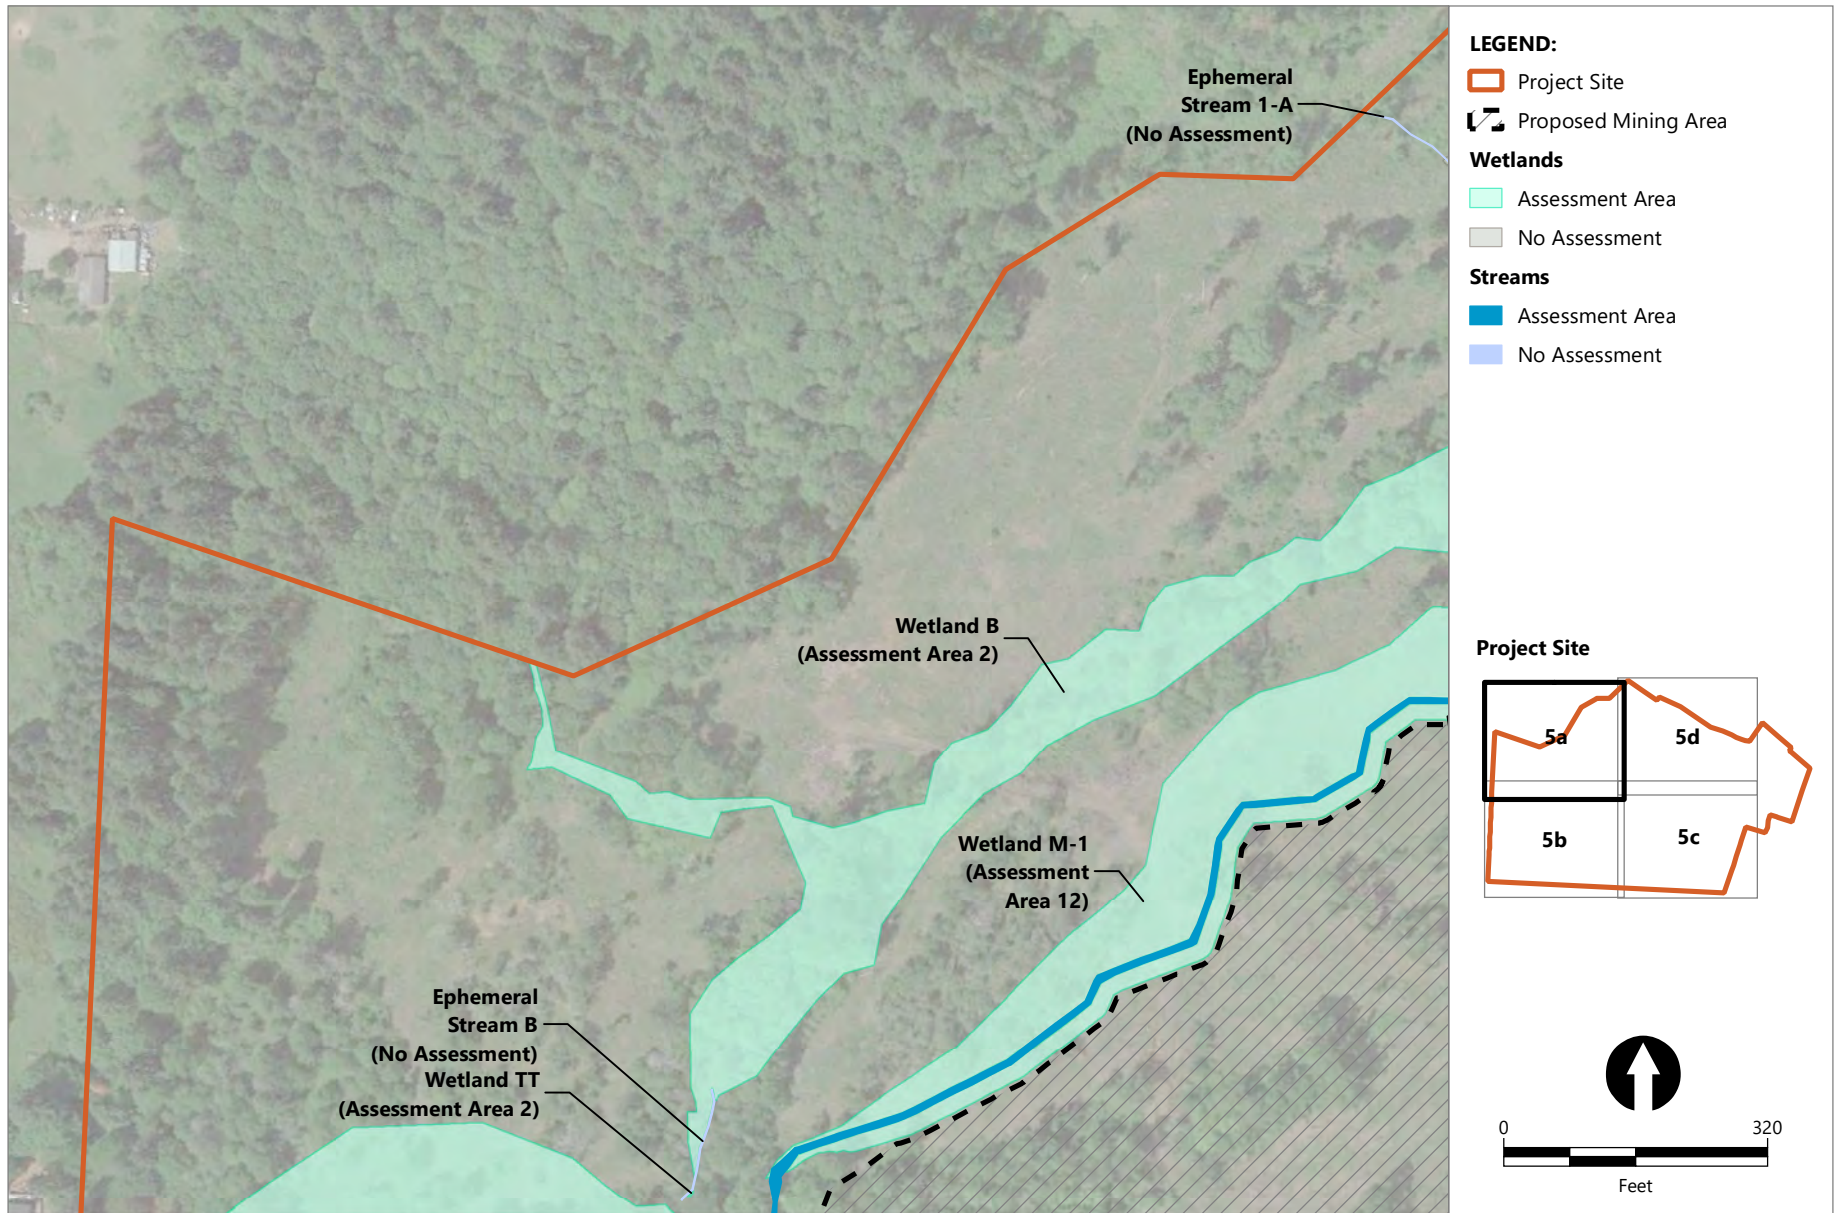 Ephemeral
Stream 1-A
(No Assessment)
Wetland B
(Assessment Area 2)
Wetland M-1
(Assessment
Area 12)
Ephemeral
Stream B
(No Assessment)
Wetland TT
(Assessment Area 2)
LEGEND:
Project Site
Proposed Mining Area
Wetlands
Assessment Area
No Assessment
Streams
Assessment Area
No Assessment
Project Site
5a
5d
5b
5c
0 320
Feet